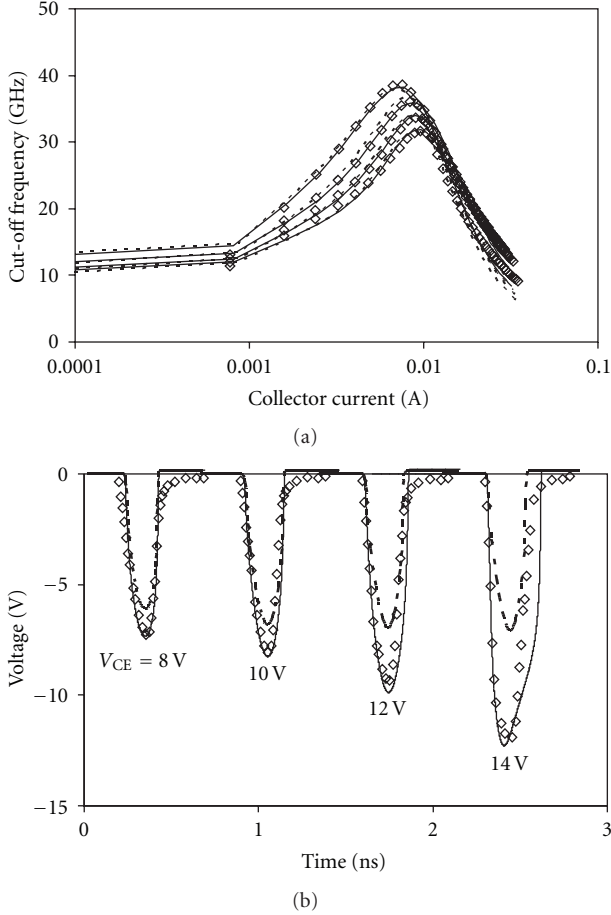 50
40
30
20
10
0
0.0001
0.001
0.01
0.1
Cut-off frequency (GHz)
Collector current (A)
(a)
0
−5
−10
−15
Voltage (V)
V_CE = 8 V
10 V
12 V
14 V
0
1
2
3
Time (ns)
(b)